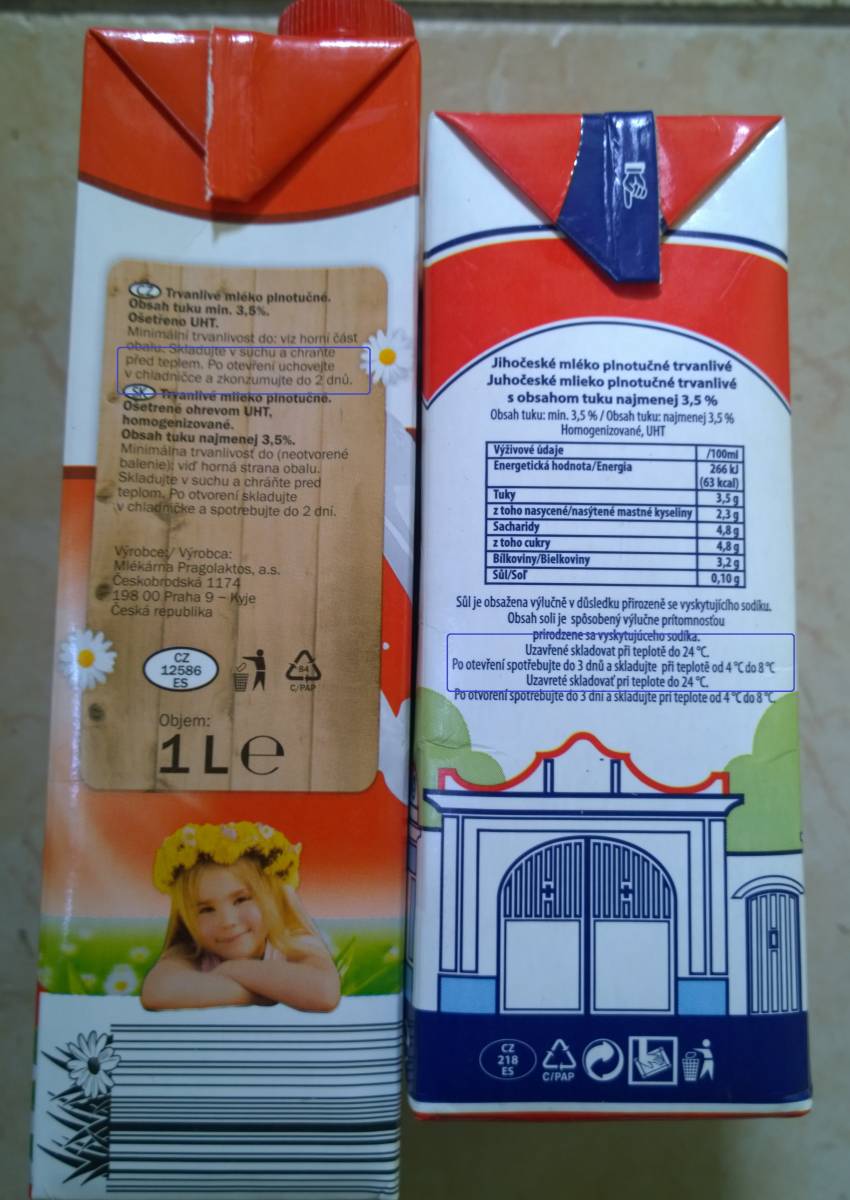 CZ Trvanlivé mléko plnotučné.
Obsah tuku min. 3,5%.
Ošetřeno UHT.
Minimální trvanlivost do: viz horní část
obalu. Skladujte v suchu a chraňte
před teplem. Po otevření uchovejte
v chladničce a zkonzumujte do 2 dnů.
SK Trvanlivé mlieko plnotučné.
Ošetrené ohrevom UHT,
homogenizované.
Obsah tuku najmenej 3,5%.
Minimálna trvanlivosť do (neotvorené
balenie): viď horná strana obalu.
Skladujte v suchu a chráňte pred
teplom. Po otvorení skladujte
v chladničke a spotrebujte do 2 dní.
Výrobce:/ Výrobca:
Mlékárna Pragolaktos, a.s.
Českobrodská 1174
198 00 Praha 9 – Kyje
Česká republika
CZ
12586
ES
84
C/PAP
Objem:
1 L e
Jihočeské mléko plnotučné trvanlivé
Juhočeské mlieko plnotučné trvanlivé
s obsahom tuku najmenej 3,5 %
Obsah tuku: min. 3,5 % / Obsah tuku: najmenej 3,5 %
Homogenizované, UHT
Výživové údaje /100ml
Energetická hodnota/Energia 266 kJ
(63 kcal)
Tuky 3,5 g
z toho nasycené/nasýtené mastné kyseliny 2,3 g
Sacharidy 4,8 g
z toho cukry 4,8 g
Bílkoviny/Bielkoviny 3,2 g
Sůl/Soľ 0,10 g
Sůl je obsažena výlučně v důsledku přirozeně se vyskytujícího sodíku.
Obsah soli je spôsobený výlučne prítomnosťou
prirodzene sa vyskytujúceho sodíka.
Uzavřené skladovat při teplotě do 24 °C.
Po otevření spotřebujte do 3 dnů a skladujte při teplotě od 4 °C do 8 °C
Uzavreté skladovať pri teplote do 24 °C.
Po otvorení spotrebujte do 3 dní a skladujte pri teplote od 4 °C do 8 °C.
CZ
218
ES
C/PAP